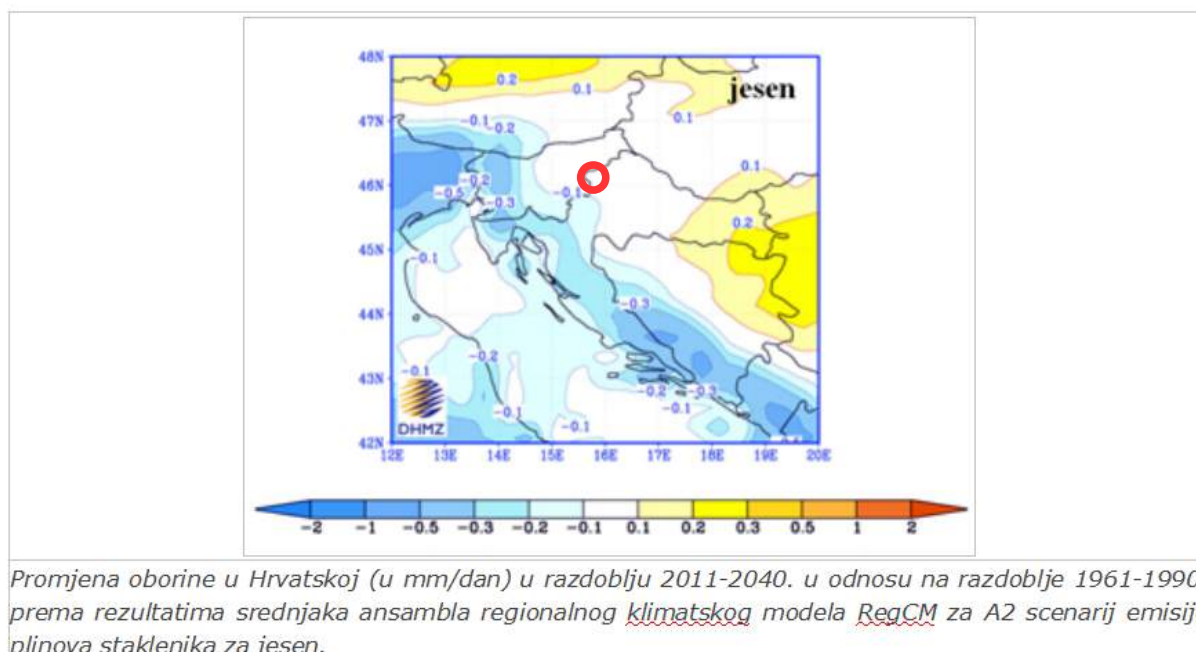 48N
0.2
jesen
0.1
-0.1
-0.2
0.1
47N
0.1
46N
-0.2
-0.5
-0.3
-0.1
0.2
45N
-0.1
-0.3
44N
-0.2
-0.1
43N
-0.2
-0.3
-0.1
-0.1
-0.1
DHMZ
42N
12E 13E 14E 15E 16E 17E 18E 19E 20E
-2 -1 -0.5 -0.3 -0.2 -0.1 0.1 0.2 0.3 0.5 1 2
Promjena oborine u Hrvatskoj (u mm/dan) u razdoblju 2011-2040. u odnosu na razdoblje 1961-1990
prema rezultatima srednjaka ansambla regionalnog klimatskog modela RegCM za A2 scenarij emisij
plinova staklenika za jesen.